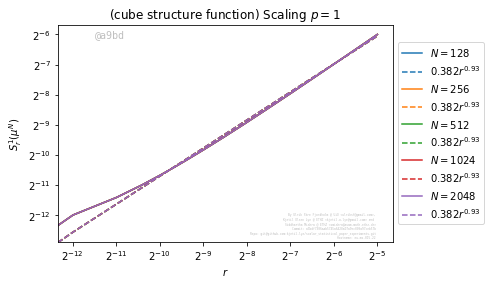 (cube structure function) Scaling p = 1
@a9bd
2^-6
2^-7
2^-8
2^-9
2^-10
2^-11
2^-12
S_r^1(μ^N)
2^-12
2^-11
2^-10
2^-9
2^-8
2^-7
2^-6
2^-5
r
N = 128
0.382r^0.93
N = 256
0.382r^0.93
N = 512
0.382r^0.93
N = 1024
0.382r^0.93
N = 2048
0.382r^0.93